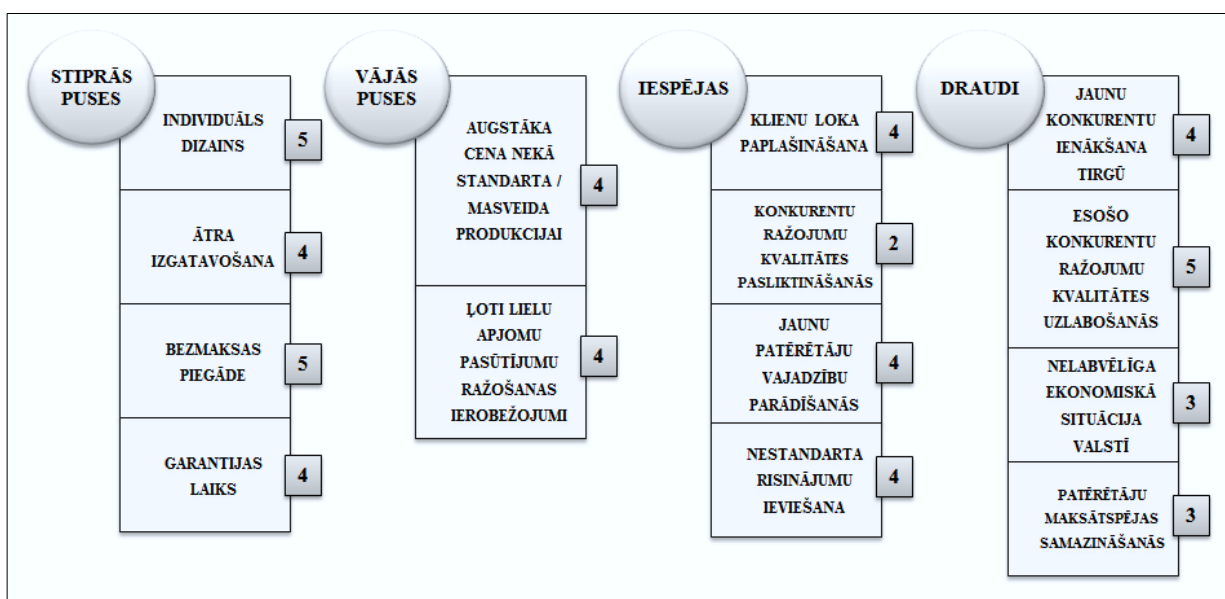 STIPRĀS
PUSES
INDIVIDUĀLS
DIZAINS
5
ĀTRA
IZGATAVOŠANA
4
BEZMAKSAS
PIEGĀDE
5
GARANTIJAS
LAIKS
4
VĀJĀS
PUSES
AUGSTĀKA
CENA NEKĀ
STANDARTA /
MASVEIDA
PRODUKCIJAI
4
ĻOTI LIELU
APJOMU
PASŪTĪJUMU
RAŽOŠANAS
IEROBEŽOJUMI
4
IESPĒJAS
KLIENU LOKA
PAPLAŠINĀŠANA
4
KONKURENTU
RAŽOJUMU
KVALITĀTES
PASLIKTINĀŠANĀS
2
JAUNU
PATĒRĒTĀJU
VAJADZĪBU
PARĀDĪŠANĀS
4
NESTANDARTA
RISINĀJUMU
IEVIEŠANA
4
DRAUDI
JAUNU
KONKURENTU
IENĀKŠANA
TIRGŪ
4
ESOŠO
KONKURENTU
RAŽOJUMU
KVALITĀTES
UZLABOŠANĀS
5
NELABVĒLĪGA
EKONOMISKĀ
SITUĀCIJA
VALSTĪ
3
PATĒRĒTĀJU
MAKSĀTSPĒJAS
SAMAZINĀŠANĀS
3